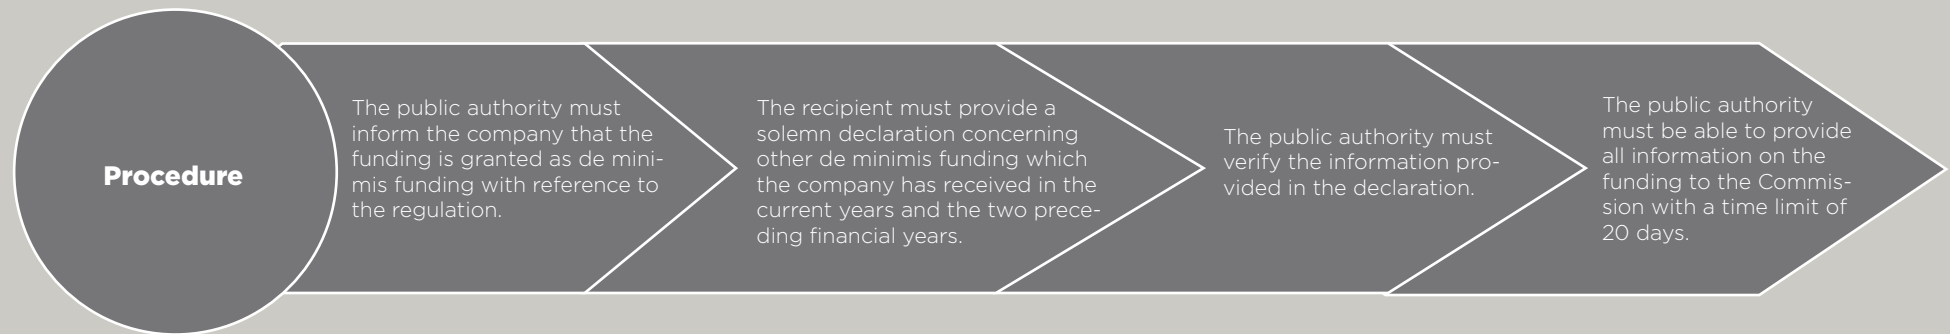 Procedure
The public authority must
inform the company that the
funding is granted as de mini-
mis funding with reference to
the regulation.
The recipient must provide a
solemn declaration concerning
other de minimis funding which
the company has received in the
current years and the two prece-
ding financial years.
The public authority must
verify the information pro-
vided in the declaration.
The public authority
must be able to provide
all information on the
funding to the Commis-
sion with a time limit of
20 days.